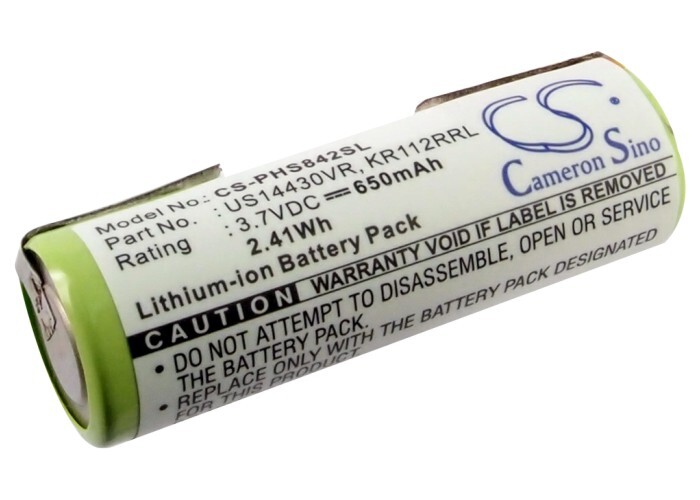 CS.
Cameron Sino
Model No.: CS-PHS842SL
Part No. : US14430VR, KR112RRL
Rating : 3.7VDC 650mAh
2.41Wh
Lithium-ion Battery Pack
CAUTION WARRANTY VOID IF LABEL IS REMOVED
• DO NOT ATTEMPT TO DISASSEMBLE, OPEN OR SERVICE
THE BATTERY PACK.
• REPLACE ONLY WITH THE BATTERY PACK DESIGNATED
FOR THIS PRODUCT.